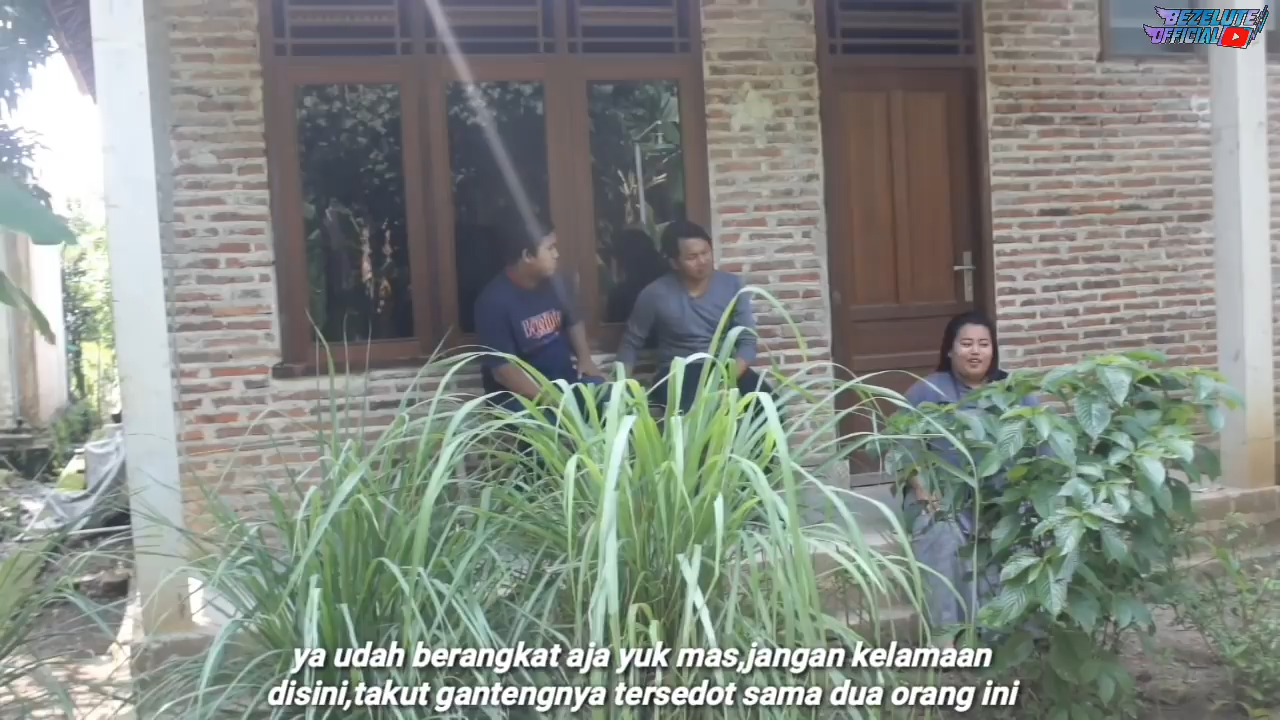 BEZELUTE
OFFICIAL
ya udah berangkat aja yuk mas,jangan kelamaan
disini,takut gantengnya tersedot sama dua orang ini